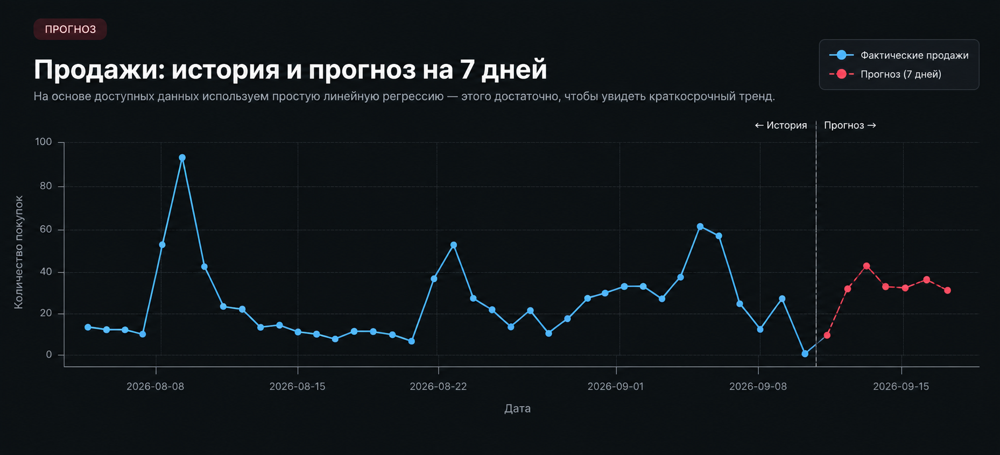 ПРОГНОЗ
Продажи: история и прогноз на 7 дней
На основе доступных данных используем простую линейную регрессию — этого достаточно, чтобы увидеть краткосрочный тренд.
Фактические продажи
Прогноз (7 дней)
← История
Прогноз →
Количество покупок
100
80
60
40
20
0
2026-08-08
2026-08-15
2026-08-22
2026-09-01
2026-09-08
2026-09-15
Дата